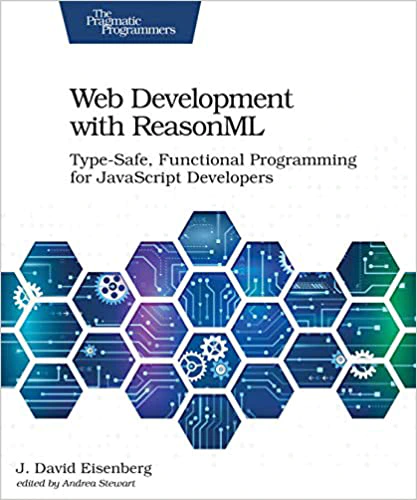 The
Pragmatic
Programmers
Web Development
with ReasonML
Type-Safe, Functional Programming
for JavaScript Developers
J. David Eisenberg
edited by Andrea Stewart